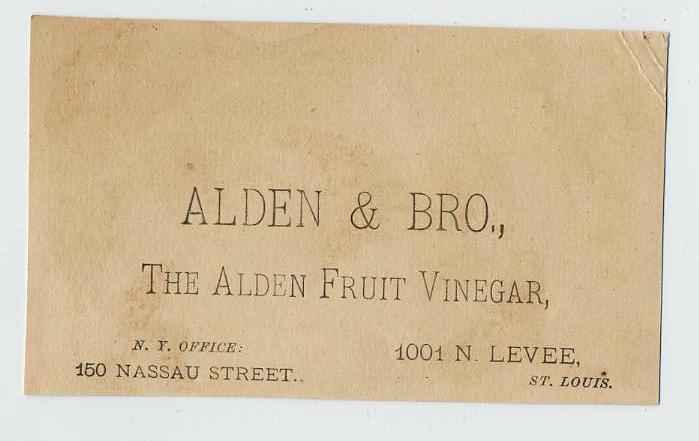 ALDEN & BRO.,
THE ALDEN FRUIT VINEGAR,
N. Y. OFFICE:
150 NASSAU STREET..
1001 N. LEVEE,
ST. LOUIS.